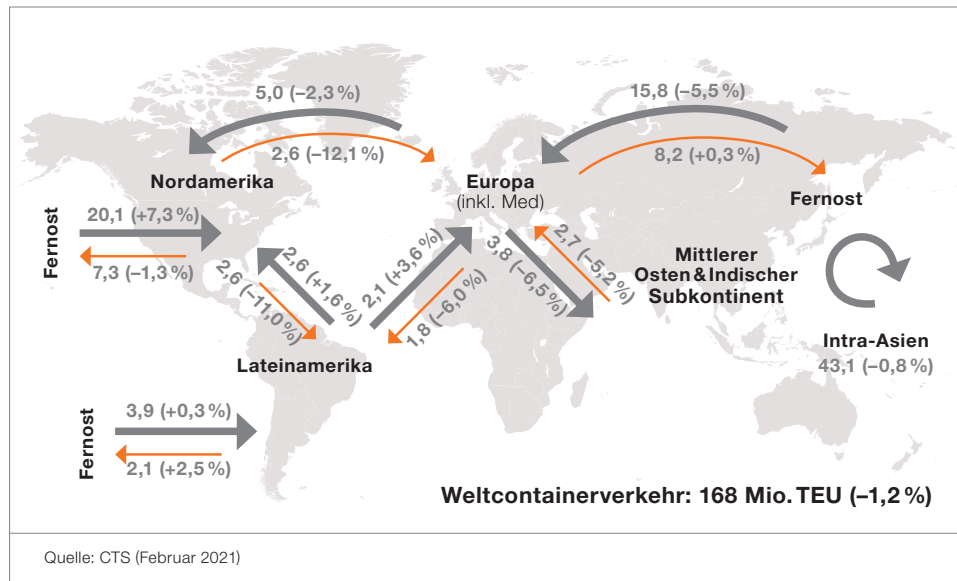 5,0 (–2,3 %)
15,8 (–5,5 %)
2,6 (–12,1 %)
8,2 (+0,3 %)
Nordamerika
Europa
(inkl. Med)
Fernost
Fernost
20,1 (+7,3 %)
7,3 (–1,3 %)
2,6 (+1,6 %)
2,6 (–11,0 %)
2,1 (+3,6 %)
1,8 (–6,0 %)
3,8 (–6,5 %)
2,7 (–5,2 %)
Mittlerer
Osten & Indischer
Subkontinent
Lateinamerika
Intra-Asien
43,1 (–0,8 %)
Fernost
3,9 (+0,3 %)
2,1 (+2,5 %)
Weltcontainerverkehr: 168 Mio. TEU (–1,2 %)
Quelle: CTS (Februar 2021)